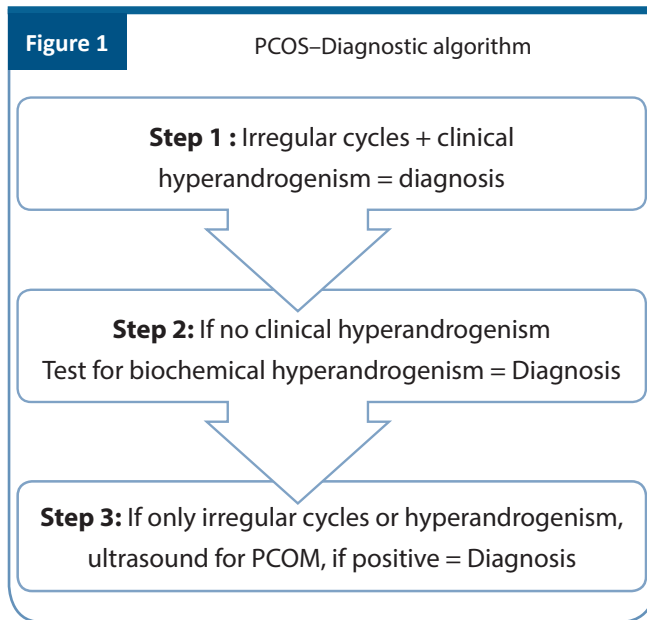 Figure 1
PCOS–Diagnostic algorithm
Step 1 : Irregular cycles + clinical
hyperandrogenism = diagnosis
Step 2: If no clinical hyperandrogenism
Test for biochemical hyperandrogenism = Diagnosis
Step 3: If only irregular cycles or hyperandrogenism,
ultrasound for PCOM, if positive = Diagnosis